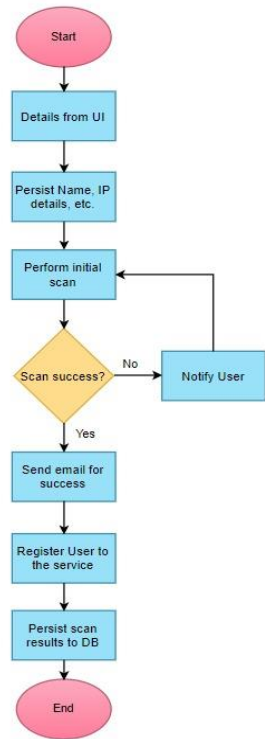 Start
Details from UI
Persist Name, IP
details, etc.
Perform initial
scan
Scan success?
No
Notify User
Yes
Send email for
success
Register User to
the service
Persist scan
results to DB
End